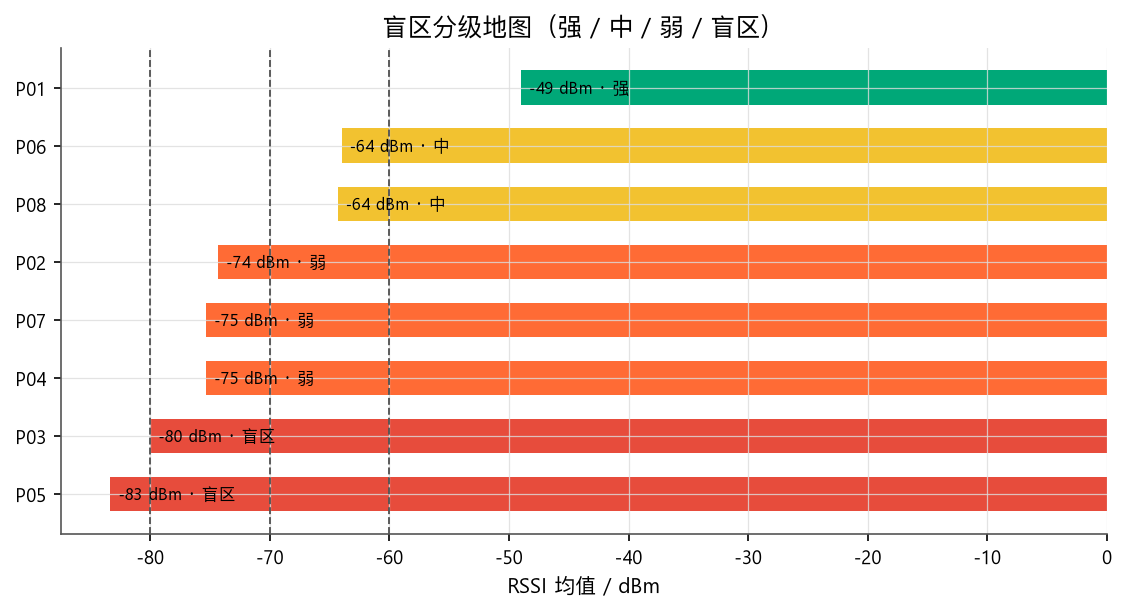 盲区分级地图（强 / 中 / 弱 / 盲区）
P01
-49 dBm · 强
P06
-64 dBm · 中
P08
-64 dBm · 中
P02
-74 dBm · 弱
P07
-75 dBm · 弱
P04
-75 dBm · 弱
P03
-80 dBm · 盲区
P05
-83 dBm · 盲区
-80 -70 -60 -50 -40 -30 -20 -10 0
RSSI 均值 / dBm